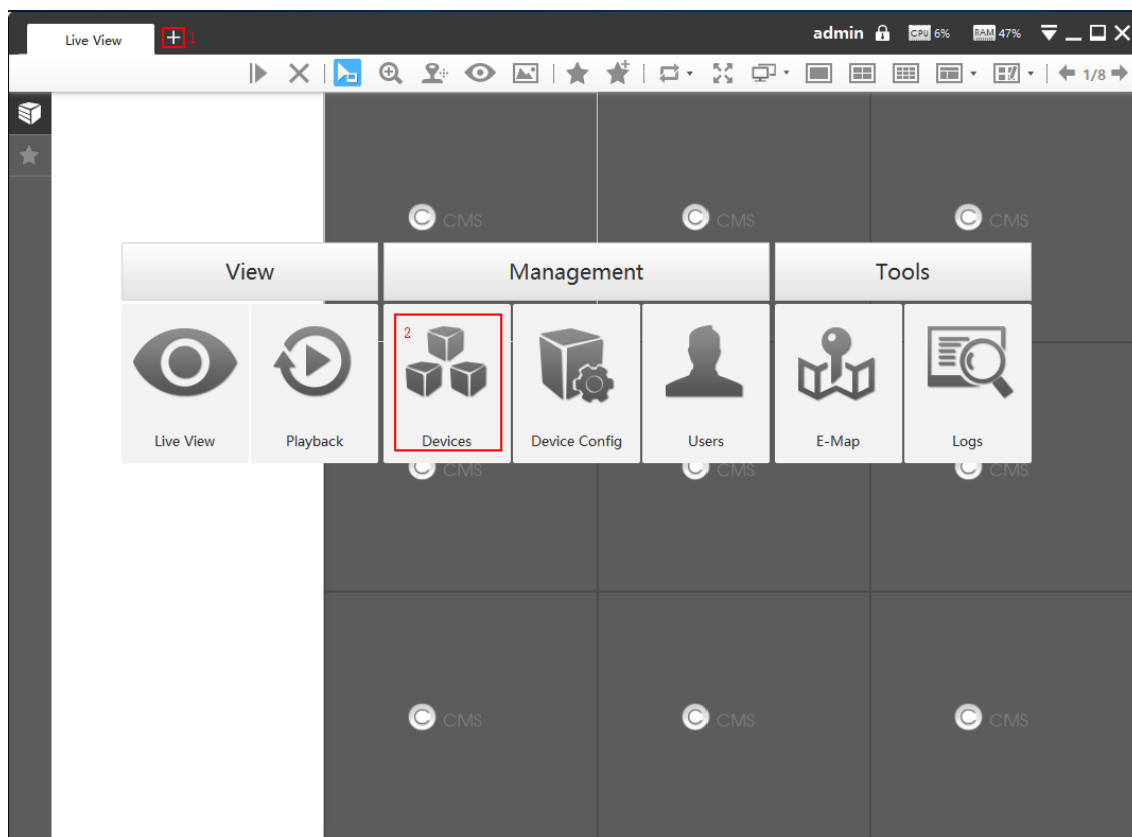 Live View + 1 admin CPU 6% RAM 47%
1/8
CMS CMS CMS
View Management Tools
2
Live View Playback Devices Device Config Users E-Map Logs
CMS CMS CMS
CMS CMS CMS